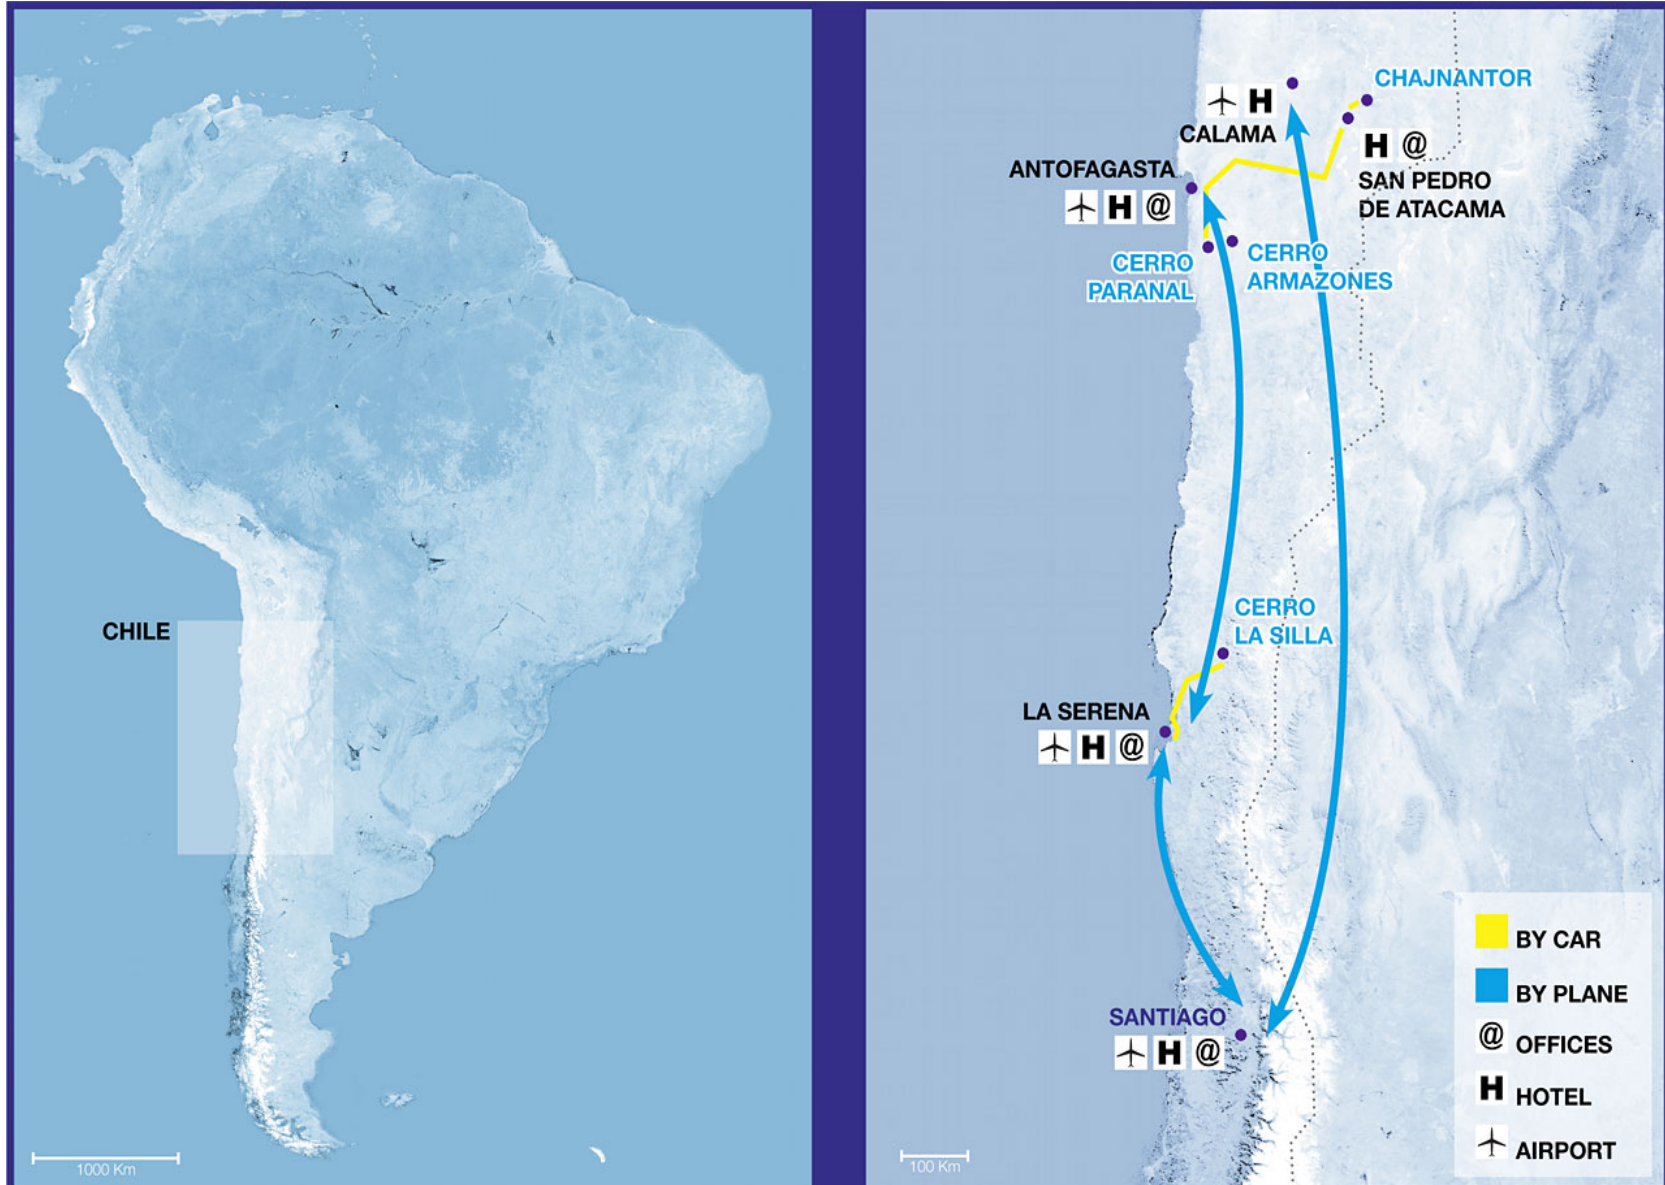 CHILE
1000 Km
CHAJNANTOR
H
CALAMA
H @
SAN PEDRO
DE ATACAMA
ANTOFAGASTA
H @
CERRO
PARANAL
CERRO
ARMAZONES
CERRO
LA SILLA
LA SERENA
H @
SANTIAGO
H @
100 Km
BY CAR
BY PLANE
@ OFFICES
H HOTEL
AIRPORT